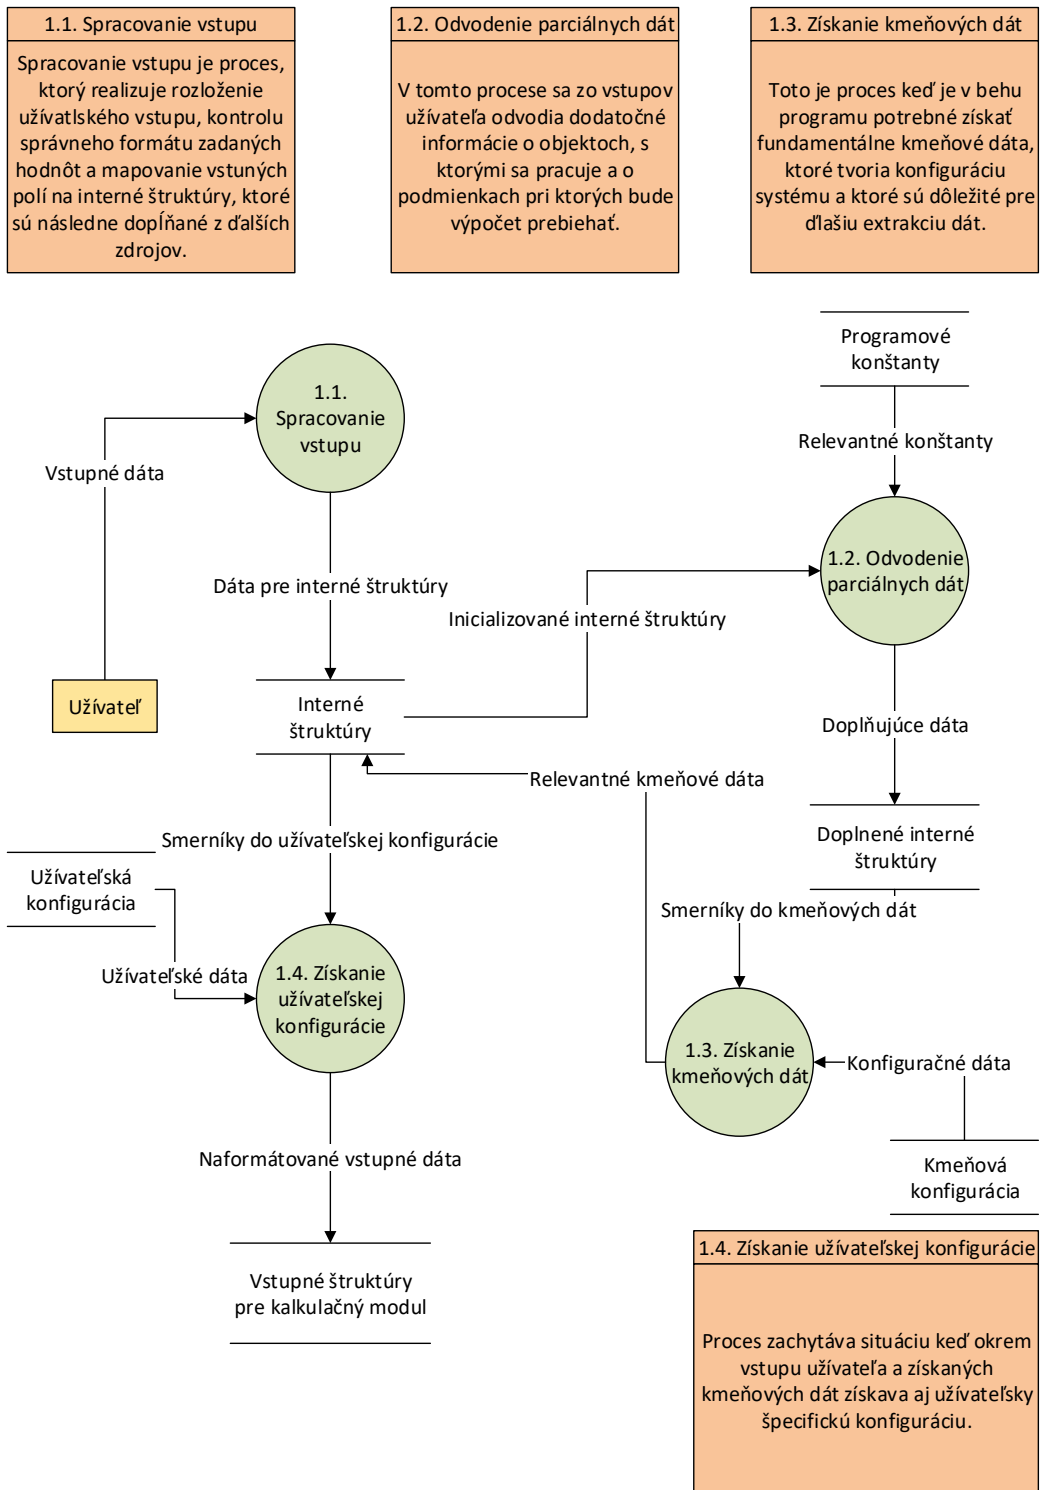 1.1. Spracovanie vstupu
Spracovanie vstupu je proces,
ktorý realizuje rozloženie
užívatlského vstupu, kontrolu
správneho formátu zadaných
hodnôt a mapovanie vstuných
polí na interné štruktúry, ktoré
sú následne dopĺňané z ďalších
zdrojov.
1.2. Odvodenie parciálnych dát
V tomto procese sa zo vstupov
užívateľa odvodia dodatočné
informácie o objektoch, s
ktorými sa pracuje a o
podmienkach pri ktorých bude
výpočet prebiehať.
1.3. Získanie kmeňových dát
Toto je proces keď je v behu
programu potrebné získať
fundamentálne kmeňové dáta,
ktoré tvoria konfiguráciu
systému a ktoré sú dôležité pre
ďlašiu extrakciu dát.
Programové
konštanty
1.1.
Spracovanie
vstupu
Relevantné konštanty
Vstupné dáta
1.2. Odvodenie
parciálnych dát
Dáta pre interné štruktúry
Inicializované interné štruktúry
Užívateľ
Interné
štruktúry
Doplňujúce dáta
Relevantné kmeňové dáta
Smerníky do užívateľskej konfigurácie
Doplnené interné
štruktúry
Užívateľská
konfigurácia
Smerníky do kmeňových dát
Užívateľské dáta
1.4. Získanie
užívateľskej
konfigurácie
1.3. Získanie
kmeňových dát
Konfiguračné dáta
Naformátované vstupné dáta
Kmeňová
konfigurácia
Vstupné štruktúry
pre kalkulačný modul
1.4. Získanie užívateľskej konfigurácie
Proces zachytáva situáciu keď okrem
vstupu užívateľa a získaných
kmeňových dát získava aj užívateľsky
špecifickú konfiguráciu.